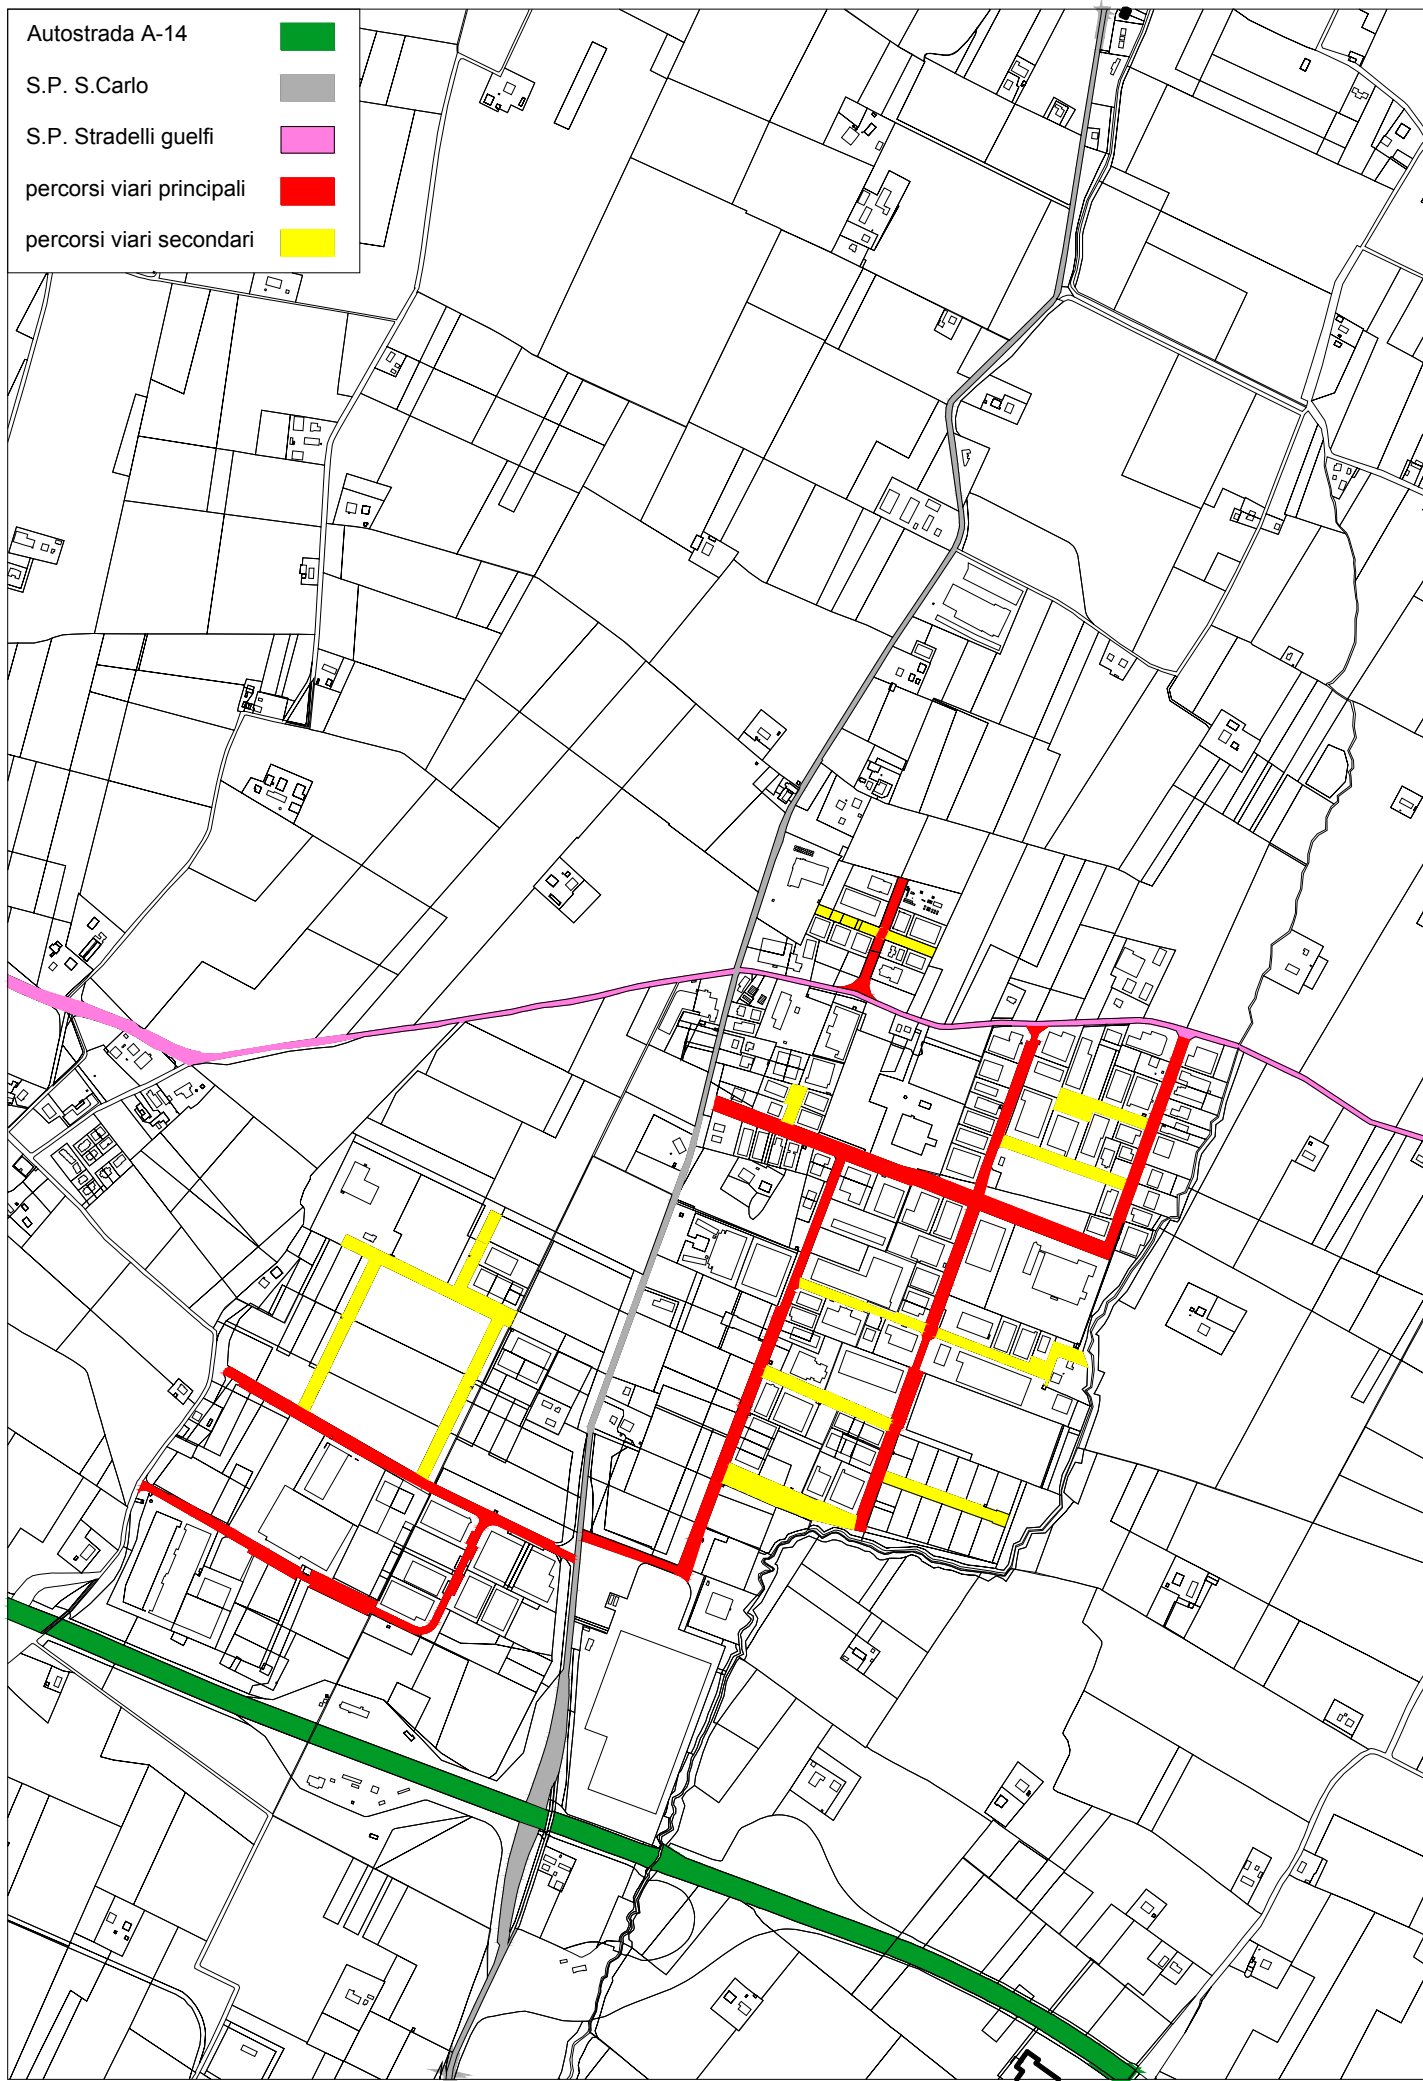 Autostrada A-14
S.P. S.Carlo
S.P. Stradelli guelfi
percorsi viari principali
percorsi viari secondari